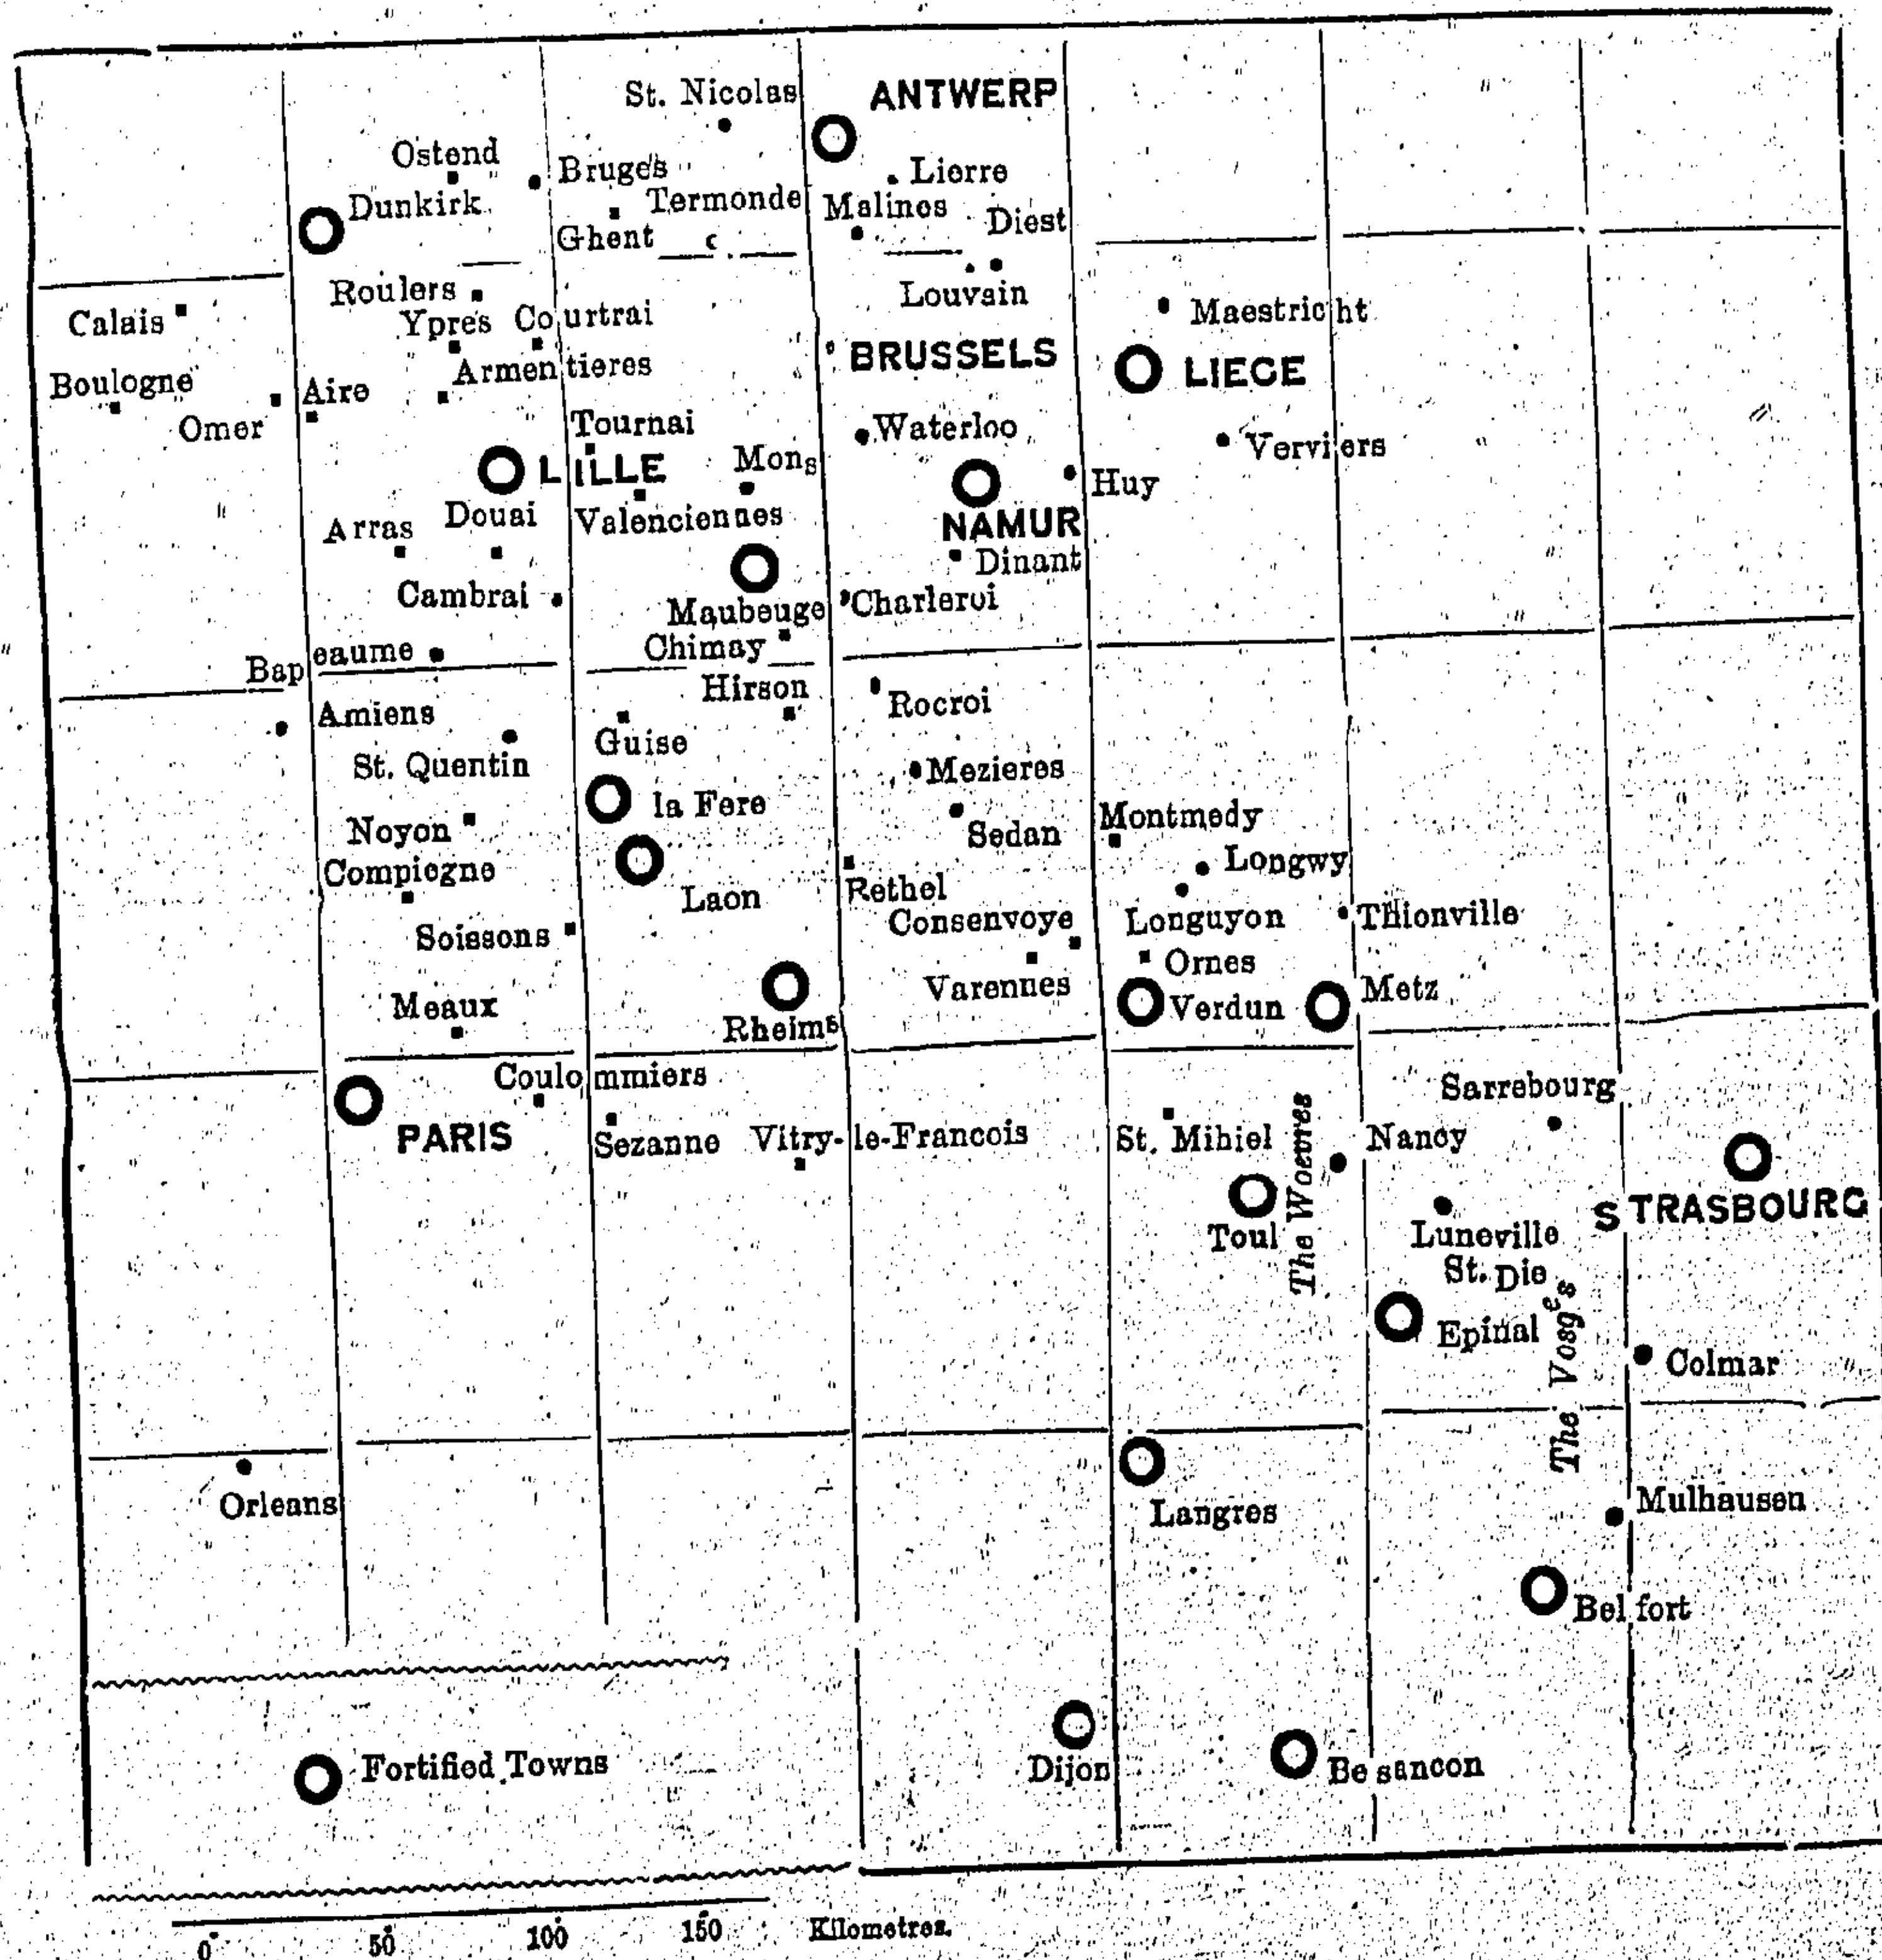 St. Nicolas
ANTWERP
Ostend
Bruges
Lierre
Dunkirk
Termonde
Malines
Diest
Ghent
Roulers
Louvain
Calais
Ypres
Courtrai
Maestricht
BRUSSELS
LIEGE
Boulogne
Aire
Armentieres
Omer
Tournai
Waterloo
Verviers
LILLE
Mons
Huy
Arras
Douai
Valenciennes
NAMUR
Dinant
Cambrai
Maubeuge
Charleroi
Chimay
Bapeaume
Hirson
Rocroi
Amiens
Guise
St. Quentin
Mezieres
la Fere
Montmedy
Noyon
Sedan
Longwy
Compiegne
Laon
Rethel
Consenvoye
Longuyon
Thionville
Soissons
Ornes
Varennes
Metz
Meaux
Verdun
Rheims
Coulommiers
Sarrebourg
PARIS
Sezanne
Vitry-le-Francois
St. Mihiel
Nancy
The Woevres
STRASBOURG
Toul
Luneville
St. Die
Epinal
The Vosges
Colmar
Orleans
Langres
Mulhausen
Belfort
Fortified Towns
Dijon
Besancon
0 50 100 150 Kilometres.